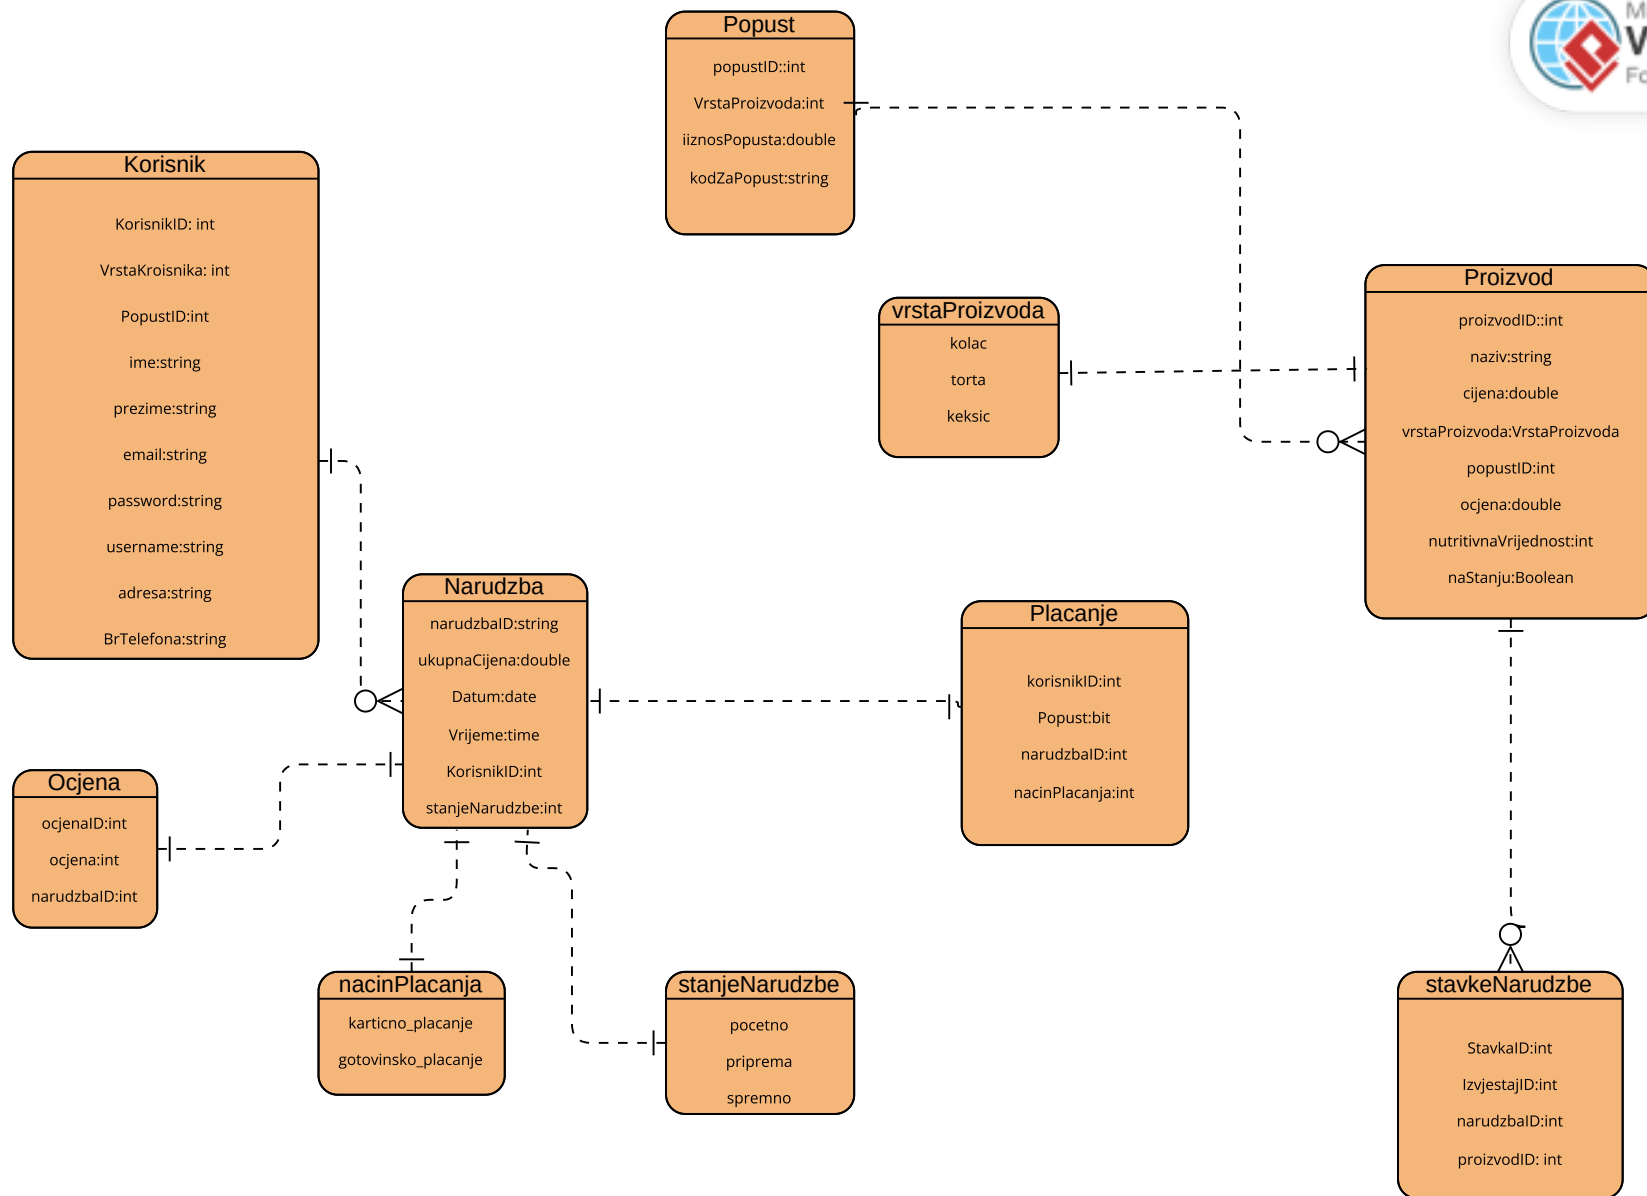 Popust
popustID::int
VrstaProizvoda:int
iiznosPopusta:double
kodZaPopust:string
Korisnik
KorisnikID: int
VrstaKroisnika: int
PopustID:int
ime:string
prezime:string
email:string
password:string
username:string
adresa:string
BrTelefona:string
vrstaProizvoda
kolac
torta
keksic
Proizvod
proizvodID::int
naziv:string
cijena:double
vrstaProizvoda:VrstaProizvoda
popustID:int
ocjena:double
nutritivnaVrijednost:int
naStanju:Boolean
Narudzba
narudzbaID:string
ukupnaCijena:double
Datum:date
Vrijeme:time
KorisnikID:int
stanjeNarudzbe:int
Placanje
korisnikID:int
Popust:bit
narudzbaID:int
nacinPlacanja:int
Ocjena
ocjenaID:int
ocjena:int
narudzbaID:int
nacinPlacanja
karticno_placanje
gotovinsko_placanje
stanjeNarudzbe
pocetno
priprema
spremno
stavkeNarudzbe
StavkaID:int
IzvjestajID:int
narudzbaID:int
proizvodID: int